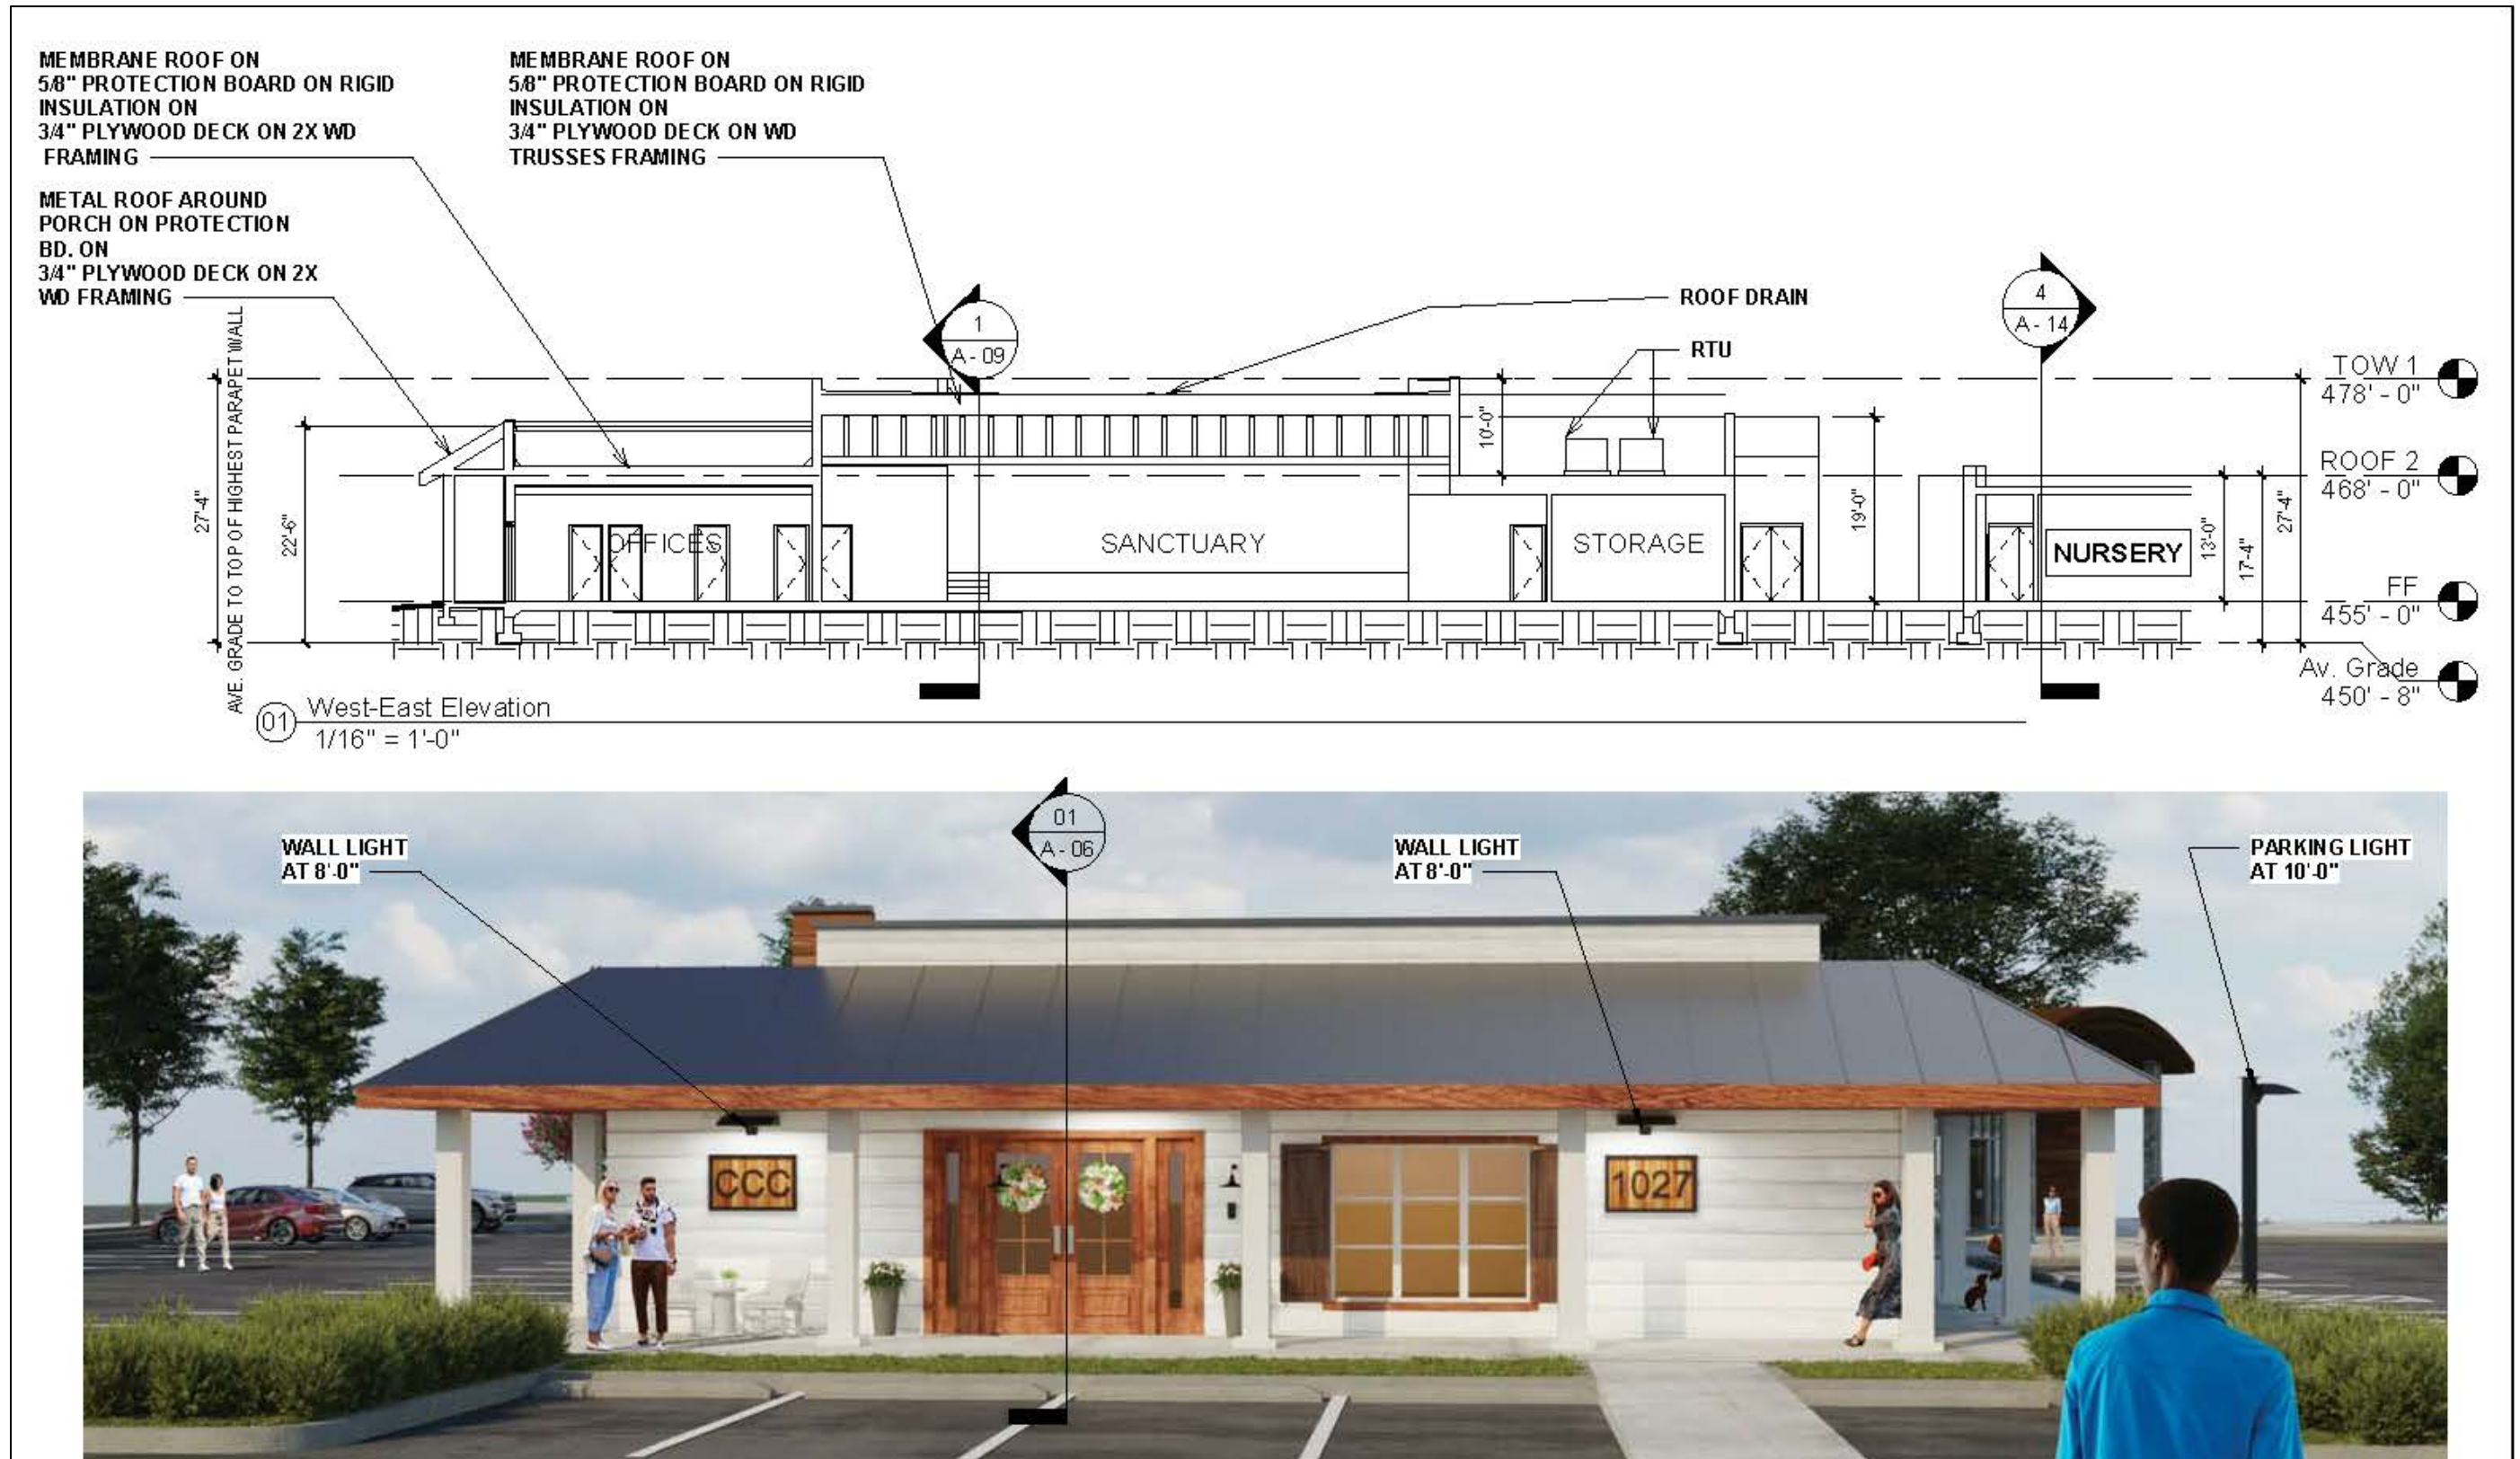 MEMBRANE ROOF ON
5/8" PROTECTION BOARD ON RIGID
INSULATION ON
3/4" PLYWOOD DECK ON 2X WD
FRAMING
METAL ROOF AROUND
PORCH ON PROTECTION
BD. ON
3/4" PLYWOOD DECK ON 2X
WD FRAMING
MEMBRANE ROOF ON
5/8" PROTECTION BOARD ON RIGID
INSULATION ON
3/4" PLYWOOD DECK ON WD
TRUSSES FRAMING
1
A - 09
ROOF DRAIN
RTU
4
A - 14
TOW 1
478' - 0"
ROOF 2
468' - 0"
FF
455' - 0"
Av. Grade
450' - 8"
27'-4"
AVE. GRADE TO TOP OF HIGHEST PARAPET WALL
22'-6"
OFFICES
SANCTUARY
10'-0"
STORAGE
19'-0"
NURSERY
13'-0"
17'-4"
27'-4"
01
West-East Elevation
1/16" = 1'-0"
01
A - 06
WALL LIGHT
AT 8'-0"
WALL LIGHT
AT 8'-0"
PARKING LIGHT
AT 10'-0"
CCC
1027